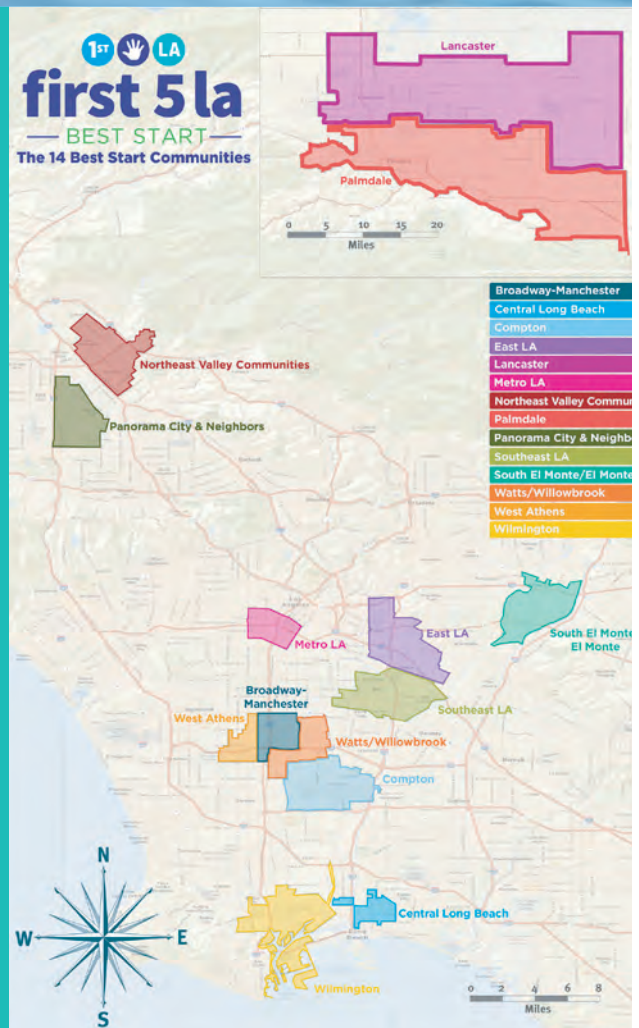 1ST LA
first 5 la
BEST START
The 14 Best Start Communities
Lancaster
Palmdale
0 5 10 15 20
Miles
Broadway-Manchester
Central Long Beach
Compton
East LA
Lancaster
Metro LA
Northeast Valley Commun
Palmdale
Panorama City & Neighbo
Southeast LA
South El Monte/El Monte
Watts/Willowbrook
West Athens
Wilmington
Northeast Valley Communities
Panorama City & Neighbors
Metro LA
East LA
South El Monte
El Monte
Southeast LA
Broadway-
Manchester
West Athens
Watts/Willowbrook
Compton
Central Long Beach
Wilmington
N
W E
S
0 2 4 6 8
Miles